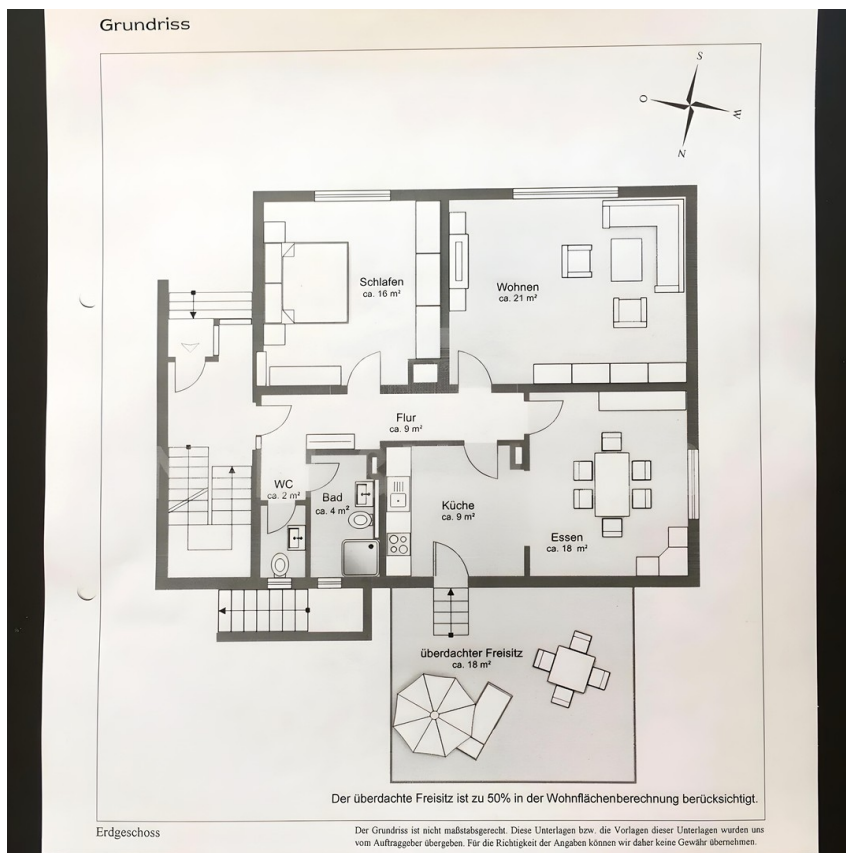 Grundriss
S
O
W
N
Schlafen
ca. 16 m²
Wohnen
ca. 21 m²
Flur
ca. 9 m²
WC
ca. 2 m²
Bad
ca. 4 m²
Küche
ca. 9 m²
Essen
ca. 18 m²
überdachter Freisitz
ca. 18 m²
Der überdachte Freisitz ist zu 50% in der Wohnflächenberechnung berücksichtigt.
Erdgeschoss
Der Grundriss ist nicht maßstabsgerecht. Diese Unterlagen bzw. die Vorlagen dieser Unterlagen wurden uns
vom Auftraggeber übergeben. Für die Richtigkeit der Angaben können wir daher keine Gewähr übernehmen.